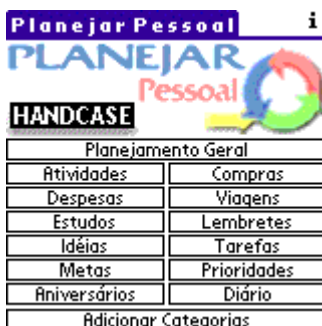 Planejar Pessoal i
PLANEJAR
Pessoal
HANDCASE
Planejamento Geral
Atividades Compras
Despesas Viagens
Estudos Lembretes
Idéias Tarefas
Metas Prioridades
Aniversários Diário
Adicionar Categorias